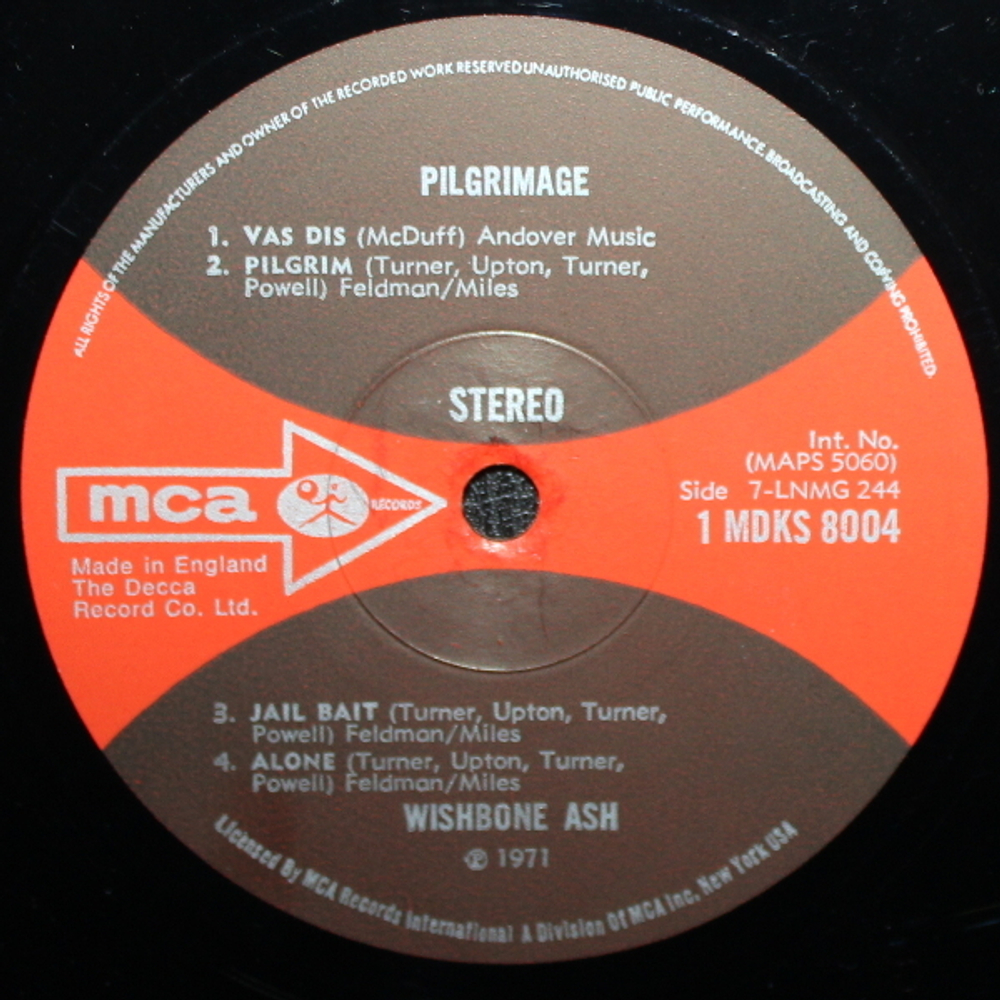 ALL RIGHTS OF THE MANUFACTURERS AND OWNER OF THE RECORDED WORK RESERVED UNAUTHORISED PUBLIC PERFORMANCE, BROADCASTING AND COPYING PROHIBITED.
PILGRIMAGE
1. VAS DIS (McDuff) Andover Music
2. PILGRIM (Turner, Upton, Turner,
Powell) Feldman/Miles
STEREO
mca RECORDS
Made in England
The Decca
Record Co. Ltd.
Int. No.
(MAPS 5060)
Side 7-LNMG 244
1 MDKS 8004
3. JAIL BAIT (Turner, Upton, Turner,
Powell) Feldman/Miles
4. ALONE (Turner, Upton, Turner,
Powell) Feldman/Miles
WISHBONE ASH
℗ 1971
Licensed By MCA Records International A Division Of MCA Inc. New York USA